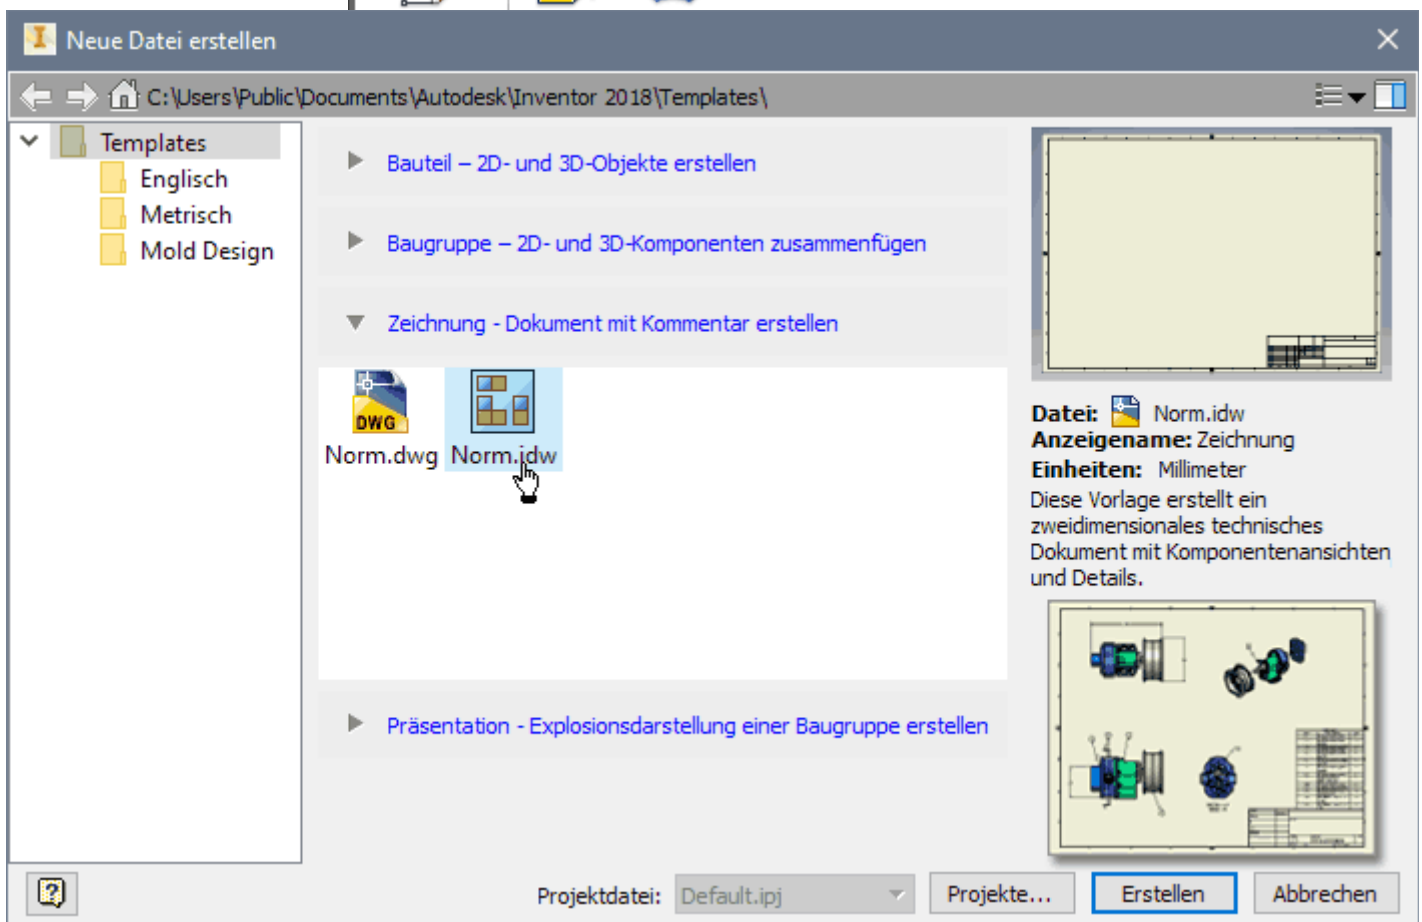 Neue Datei erstellen
C:\Users\Public\Documents\Autodesk\Inventor 2018\Templates\
Templates
Englisch
Metrisch
Mold Design
Bauteil – 2D- und 3D-Objekte erstellen
Baugruppe – 2D- und 3D-Komponenten zusammenfügen
Zeichnung - Dokument mit Kommentar erstellen
DWG
Norm.dwg
Norm.idw
Präsentation - Explosionsdarstellung einer Baugruppe erstellen
Datei: Norm.idw
Anzeigename: Zeichnung
Einheiten: Millimeter
Diese Vorlage erstellt ein
zweidimensionales technisches
Dokument mit Komponentenansichten
und Details.
Projektdatei: Default.ipj
Projekte...
Erstellen
Abbrechen